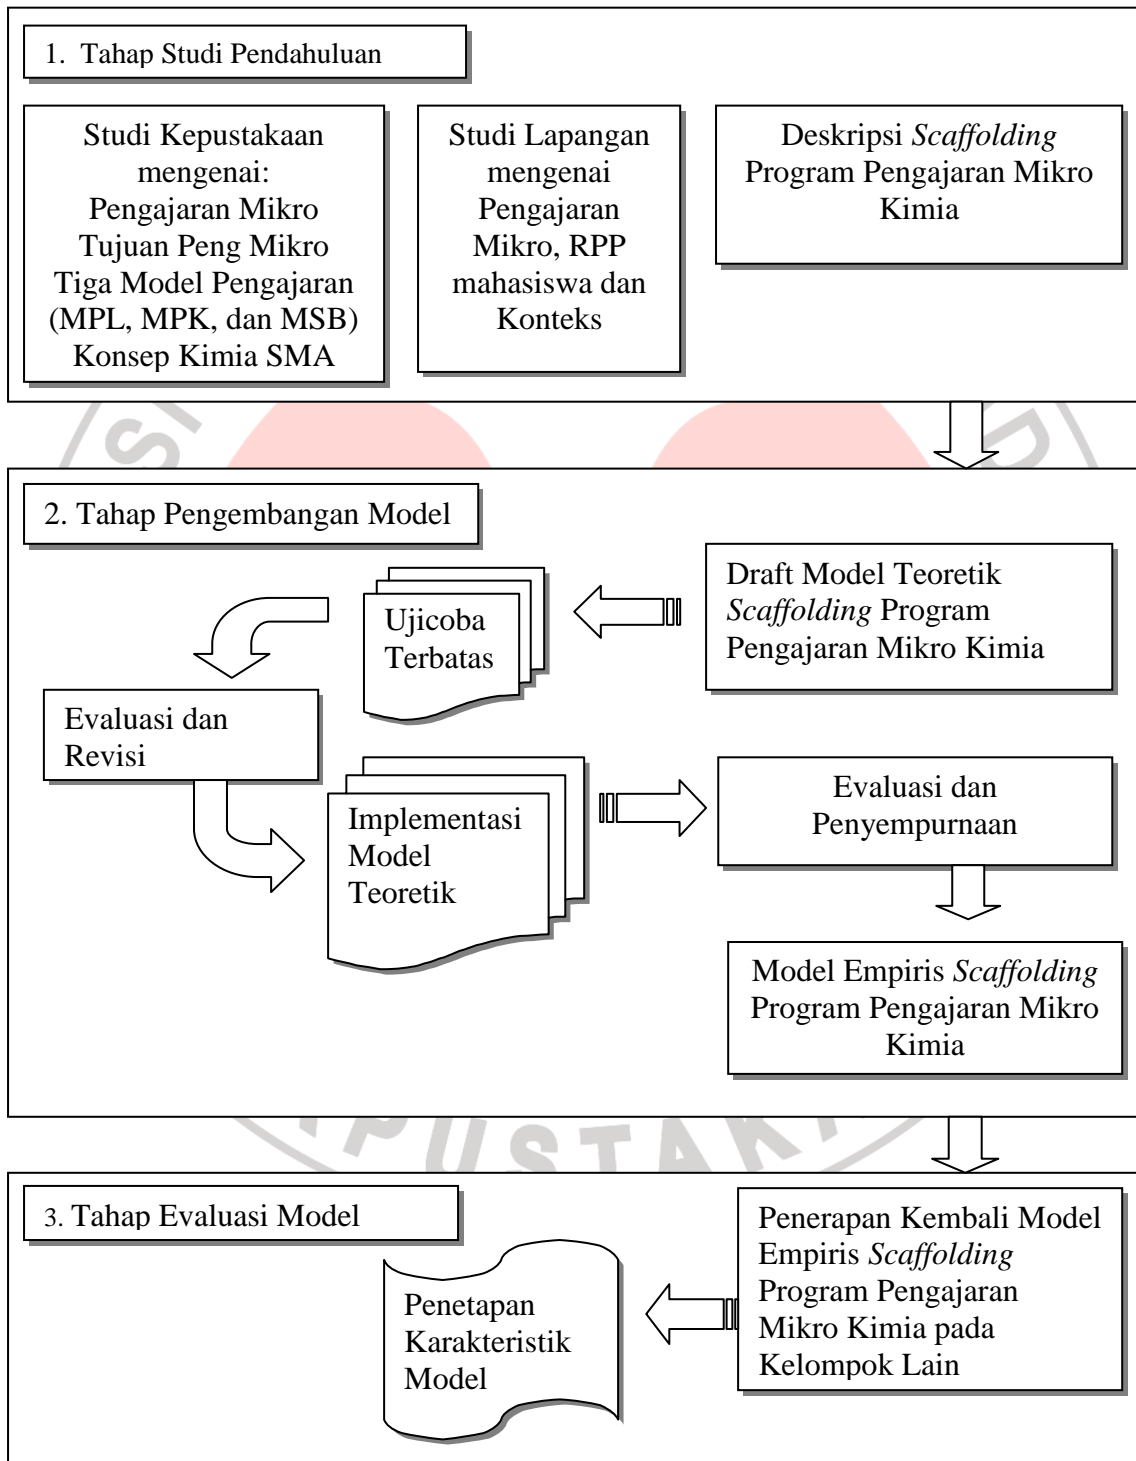 1. Tahap Studi Pendahuluan
Studi Kepustakaan
mengenai:
Pengajaran Mikro
Tujuan Peng Mikro
Tiga Model Pengajaran
(MPL, MPK, dan MSB)
Konsep Kimia SMA
Studi Lapangan
mengenai
Pengajaran
Mikro, RPP
mahasiswa dan
Konteks
Deskripsi Scaffolding
Program Pengajaran Mikro
Kimia
2. Tahap Pengembangan Model
Draft Model Teoretik
Scaffolding Program
Pengajaran Mikro Kimia
Ujicoba
Terbatas
Evaluasi dan
Revisi
Implementasi
Model
Teoretik
Evaluasi dan
Penyempurnaan
Model Empiris Scaffolding
Program Pengajaran Mikro
Kimia
PUSTAKA
3. Tahap Evaluasi Model
Penerapan Kembali Model
Empiris Scaffolding
Program Pengajaran
Mikro Kimia pada
Kelompok Lain
Penetapan
Karakteristik
Model